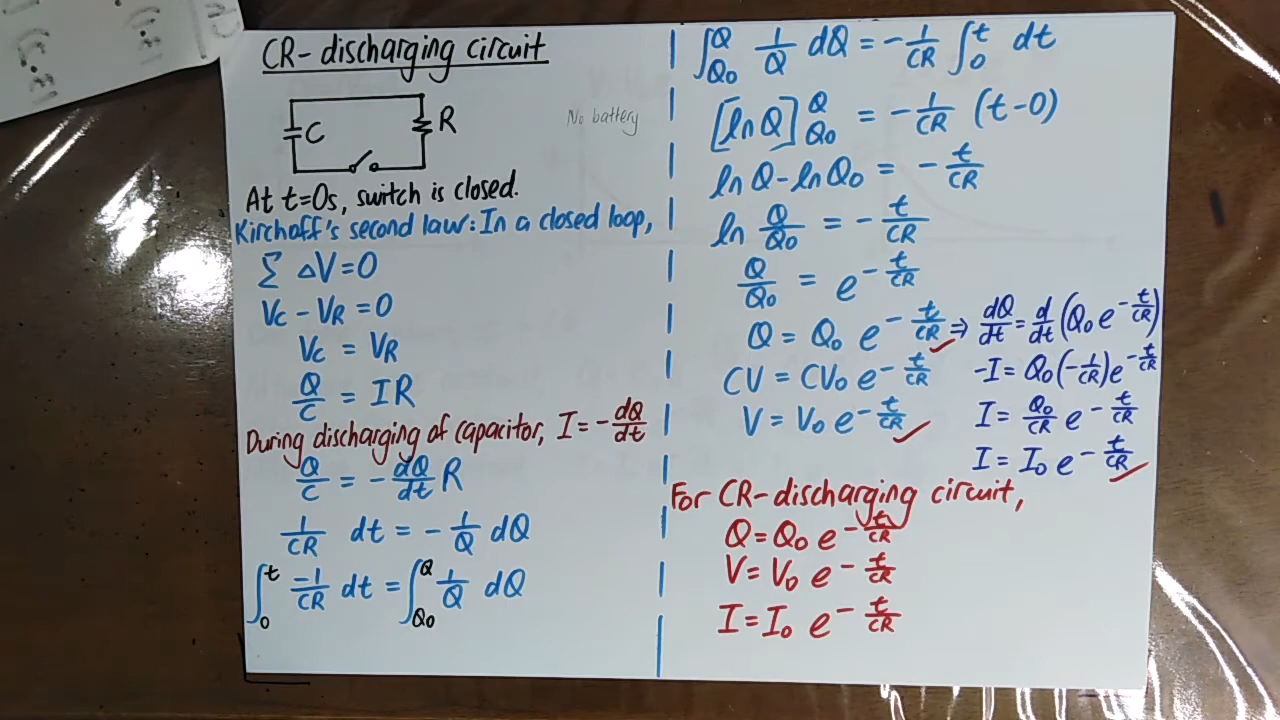 CR-discharging circuit
C
R
No battery
At t=0s, switch is closed.
Kirchoff's second law: In a closed loop,
Σ ΔV=0
Vc - VR = 0
Vc = VR
Q/C = IR
During discharging of capacitor, I = -dQ/dt
Q/C = -dQ/dt R
1/CR dt = -1/Q dQ
∫₀ᵗ -1/CR dt = ∫_Q₀^Q 1/Q dQ
∫_Q₀^Q 1/Q dQ = -1/CR ∫₀ᵗ dt
[ln Q]_Q₀^Q = -1/CR (t-0)
ln Q - ln Q₀ = -t/CR
ln Q/Q₀ = -t/CR
Q/Q₀ = e^(-t/CR)
Q = Q₀ e^(-t/CR) ✓
CV = CV₀ e^(-t/CR)
V = V₀ e^(-t/CR) ✓
⇒ dQ/dt = d/dt (Q₀ e^(-t/CR))
-I = Q₀ (-1/CR) e^(-t/CR)
I = Q₀/CR e^(-t/CR)
I = I₀ e^(-t/CR) ✓
For CR-discharging circuit,
Q = Q₀ e^(-t/CR)
V = V₀ e^(-t/CR)
I = I₀ e^(-t/CR)